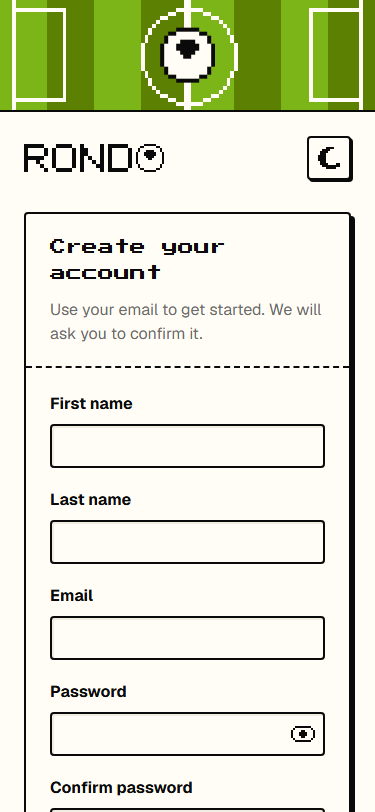 RONDO
Create your
account
Use your email to get started. We will
ask you to confirm it.
First name
Last name
Email
Password
Confirm password